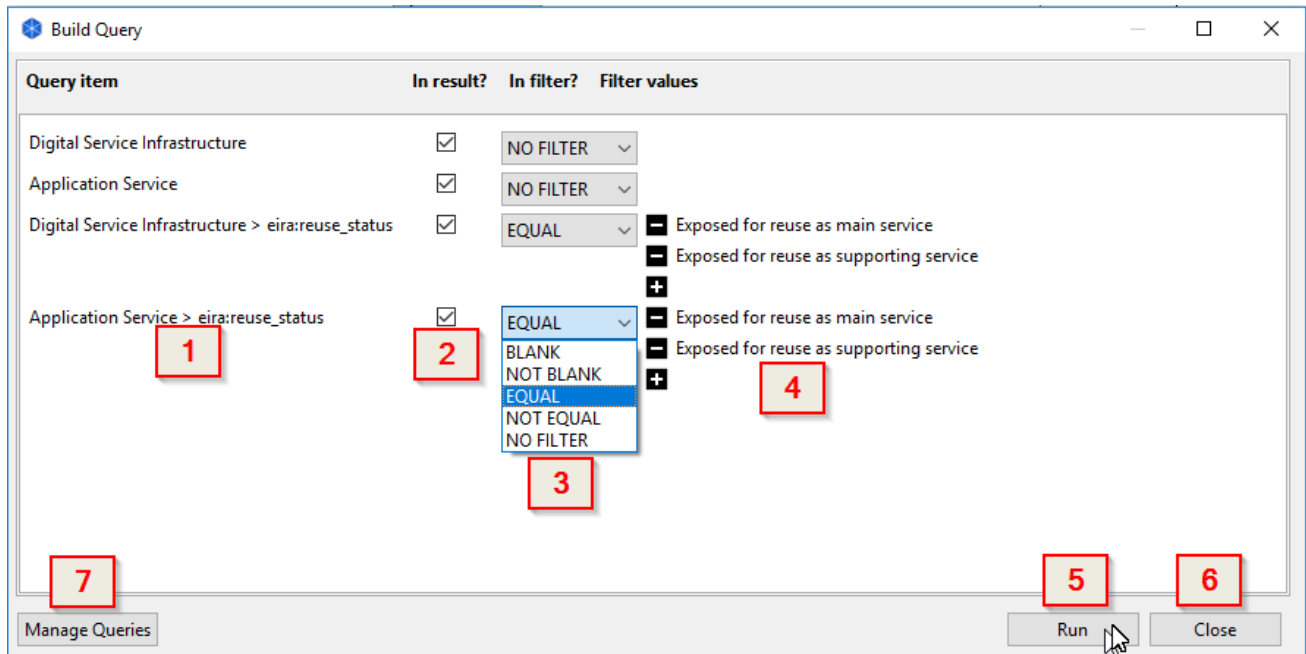 Build Query
Query item In result? In filter? Filter values
Digital Service Infrastructure NO FILTER
Application Service NO FILTER
Digital Service Infrastructure > eira:reuse_status EQUAL Exposed for reuse as main service
Exposed for reuse as supporting service
Application Service > eira:reuse_status EQUAL Exposed for reuse as main service
1 2 BLANK Exposed for reuse as supporting service
NOT BLANK
EQUAL 4
NOT EQUAL
NO FILTER
3
7 5 6
Manage Queries Run Close